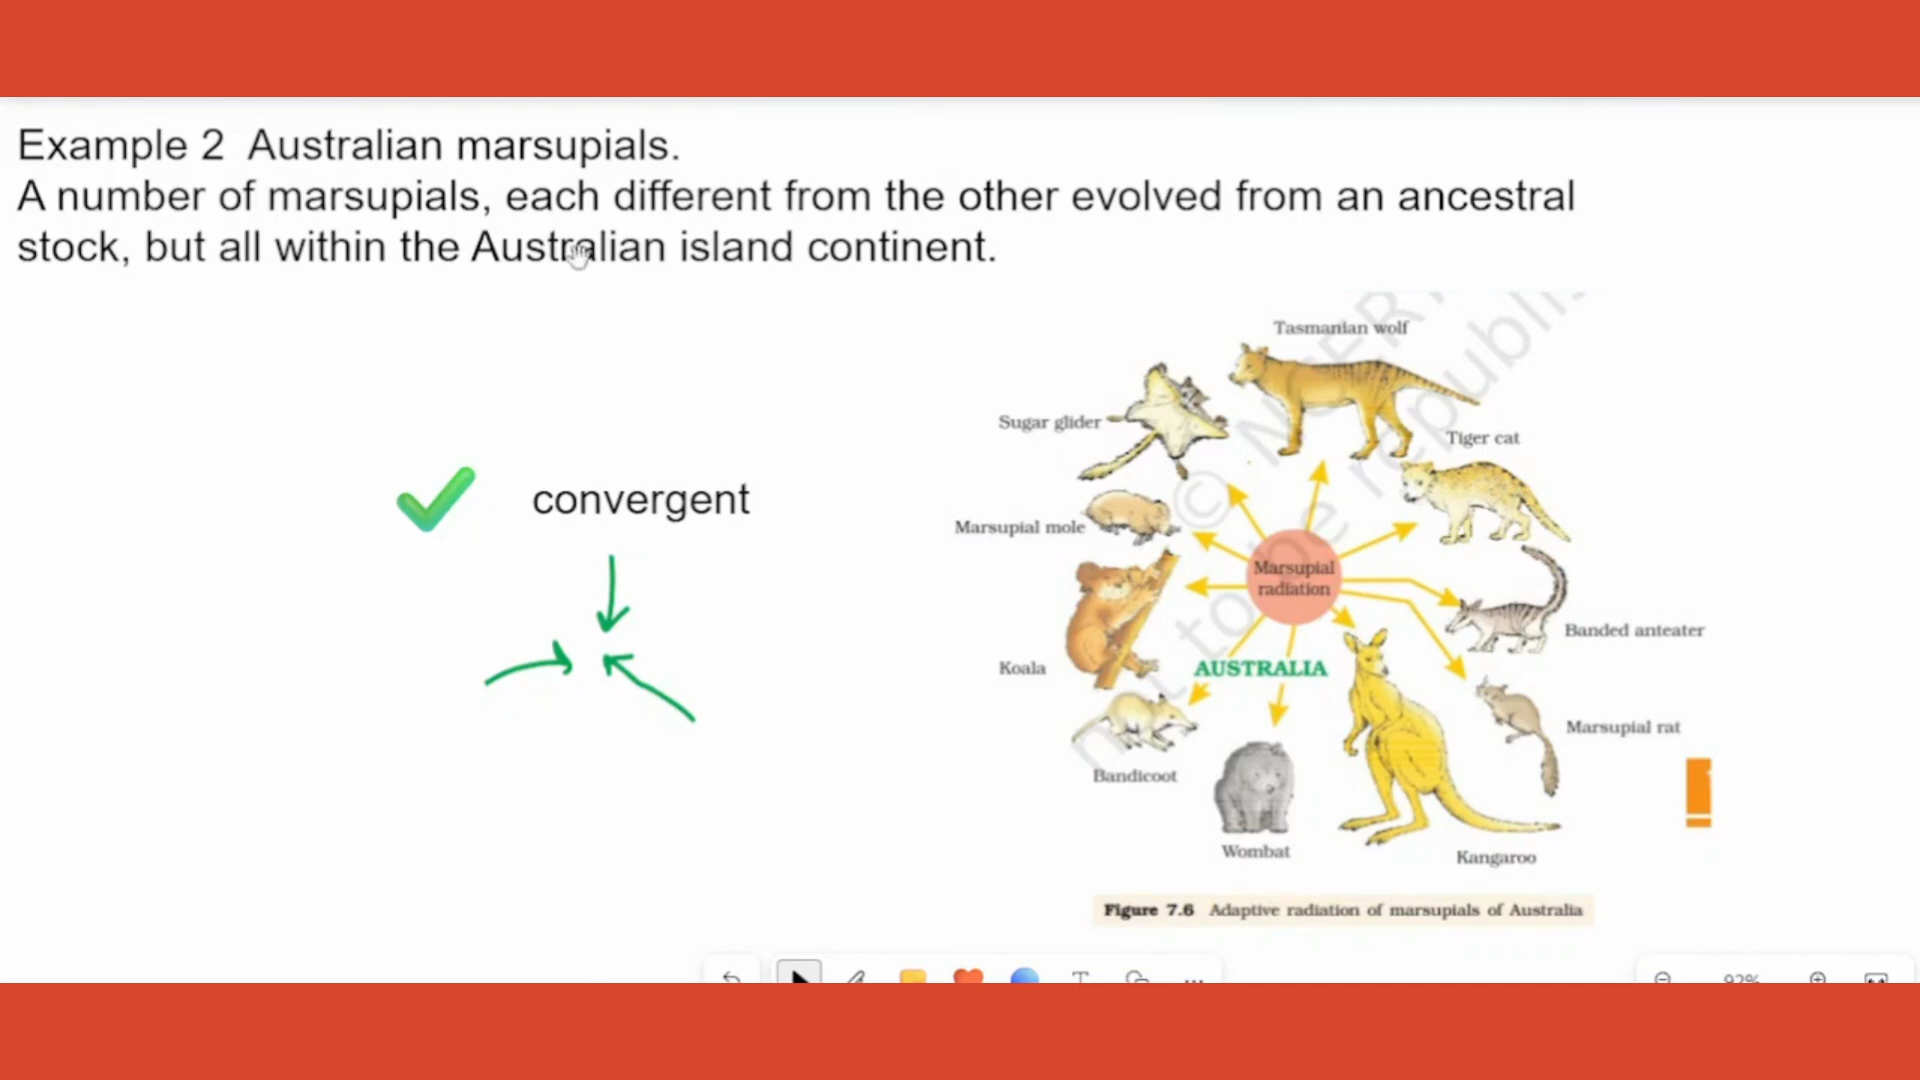 Example 2 Australian marsupials.
A number of marsupials, each different from the other evolved from an ancestral
stock, but all within the Australian island continent.
convergent
Tasmanian wolf
Sugar glider
Tiger cat
Marsupial mole
Marsupial
radiation
Banded anteater
Koala
AUSTRALIA
Marsupial rat
Bandicoot
Wombat
Kangaroo
Figure 7.6 Adaptive radiation of marsupials of Australia
92%